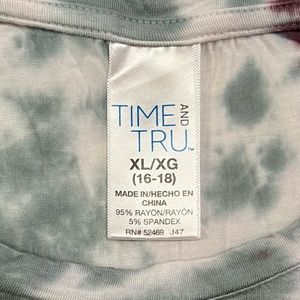 TIME AND
TRU™
XL/XG
(16-18)
MADE IN/HECHO EN
CHINA
95% RAYON/RAYÓN
5% SPANDEX
RN# 52469 J47